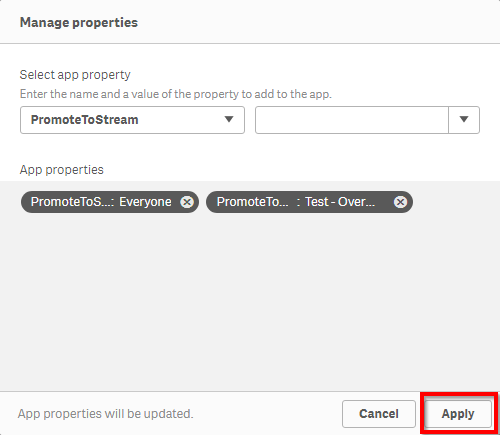 Manage properties
Select app property
Enter the name and a value of the property to add to the app.
PromoteToStream
App properties
PromoteToS...: Everyone PromoteTo... : Test - Over...
App properties will be updated. Cancel Apply